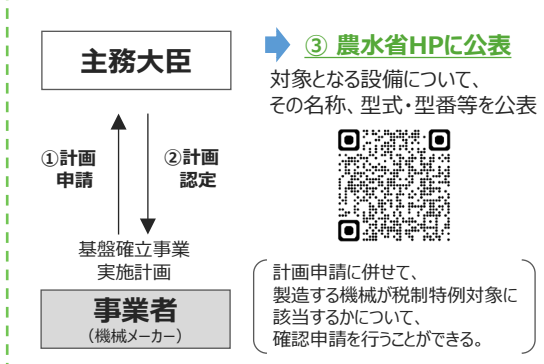 主務大臣
③ 農水省HPに公表
対象となる設備について、
その名称、型式・型番等を公表
①計画
申請
②計画
認定
基盤確立事業
実施計画
事業者
（機械メーカー）
計画申請に併せて、
製造する機械が税制特例対象に
該当するかについて、
確認申請を行うことができる。